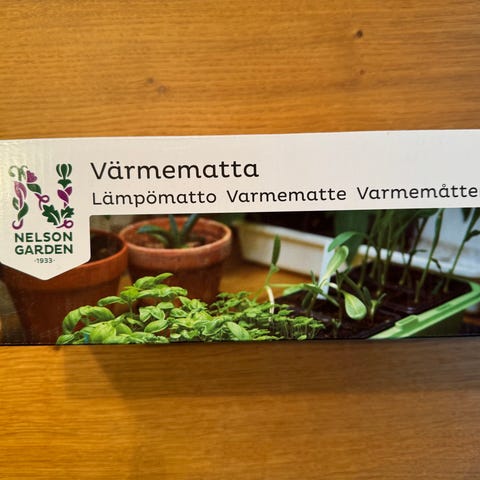 Värmematta
Lämpömatto Varmematte Varmemåtte
NELSON
GARDEN
·1933·